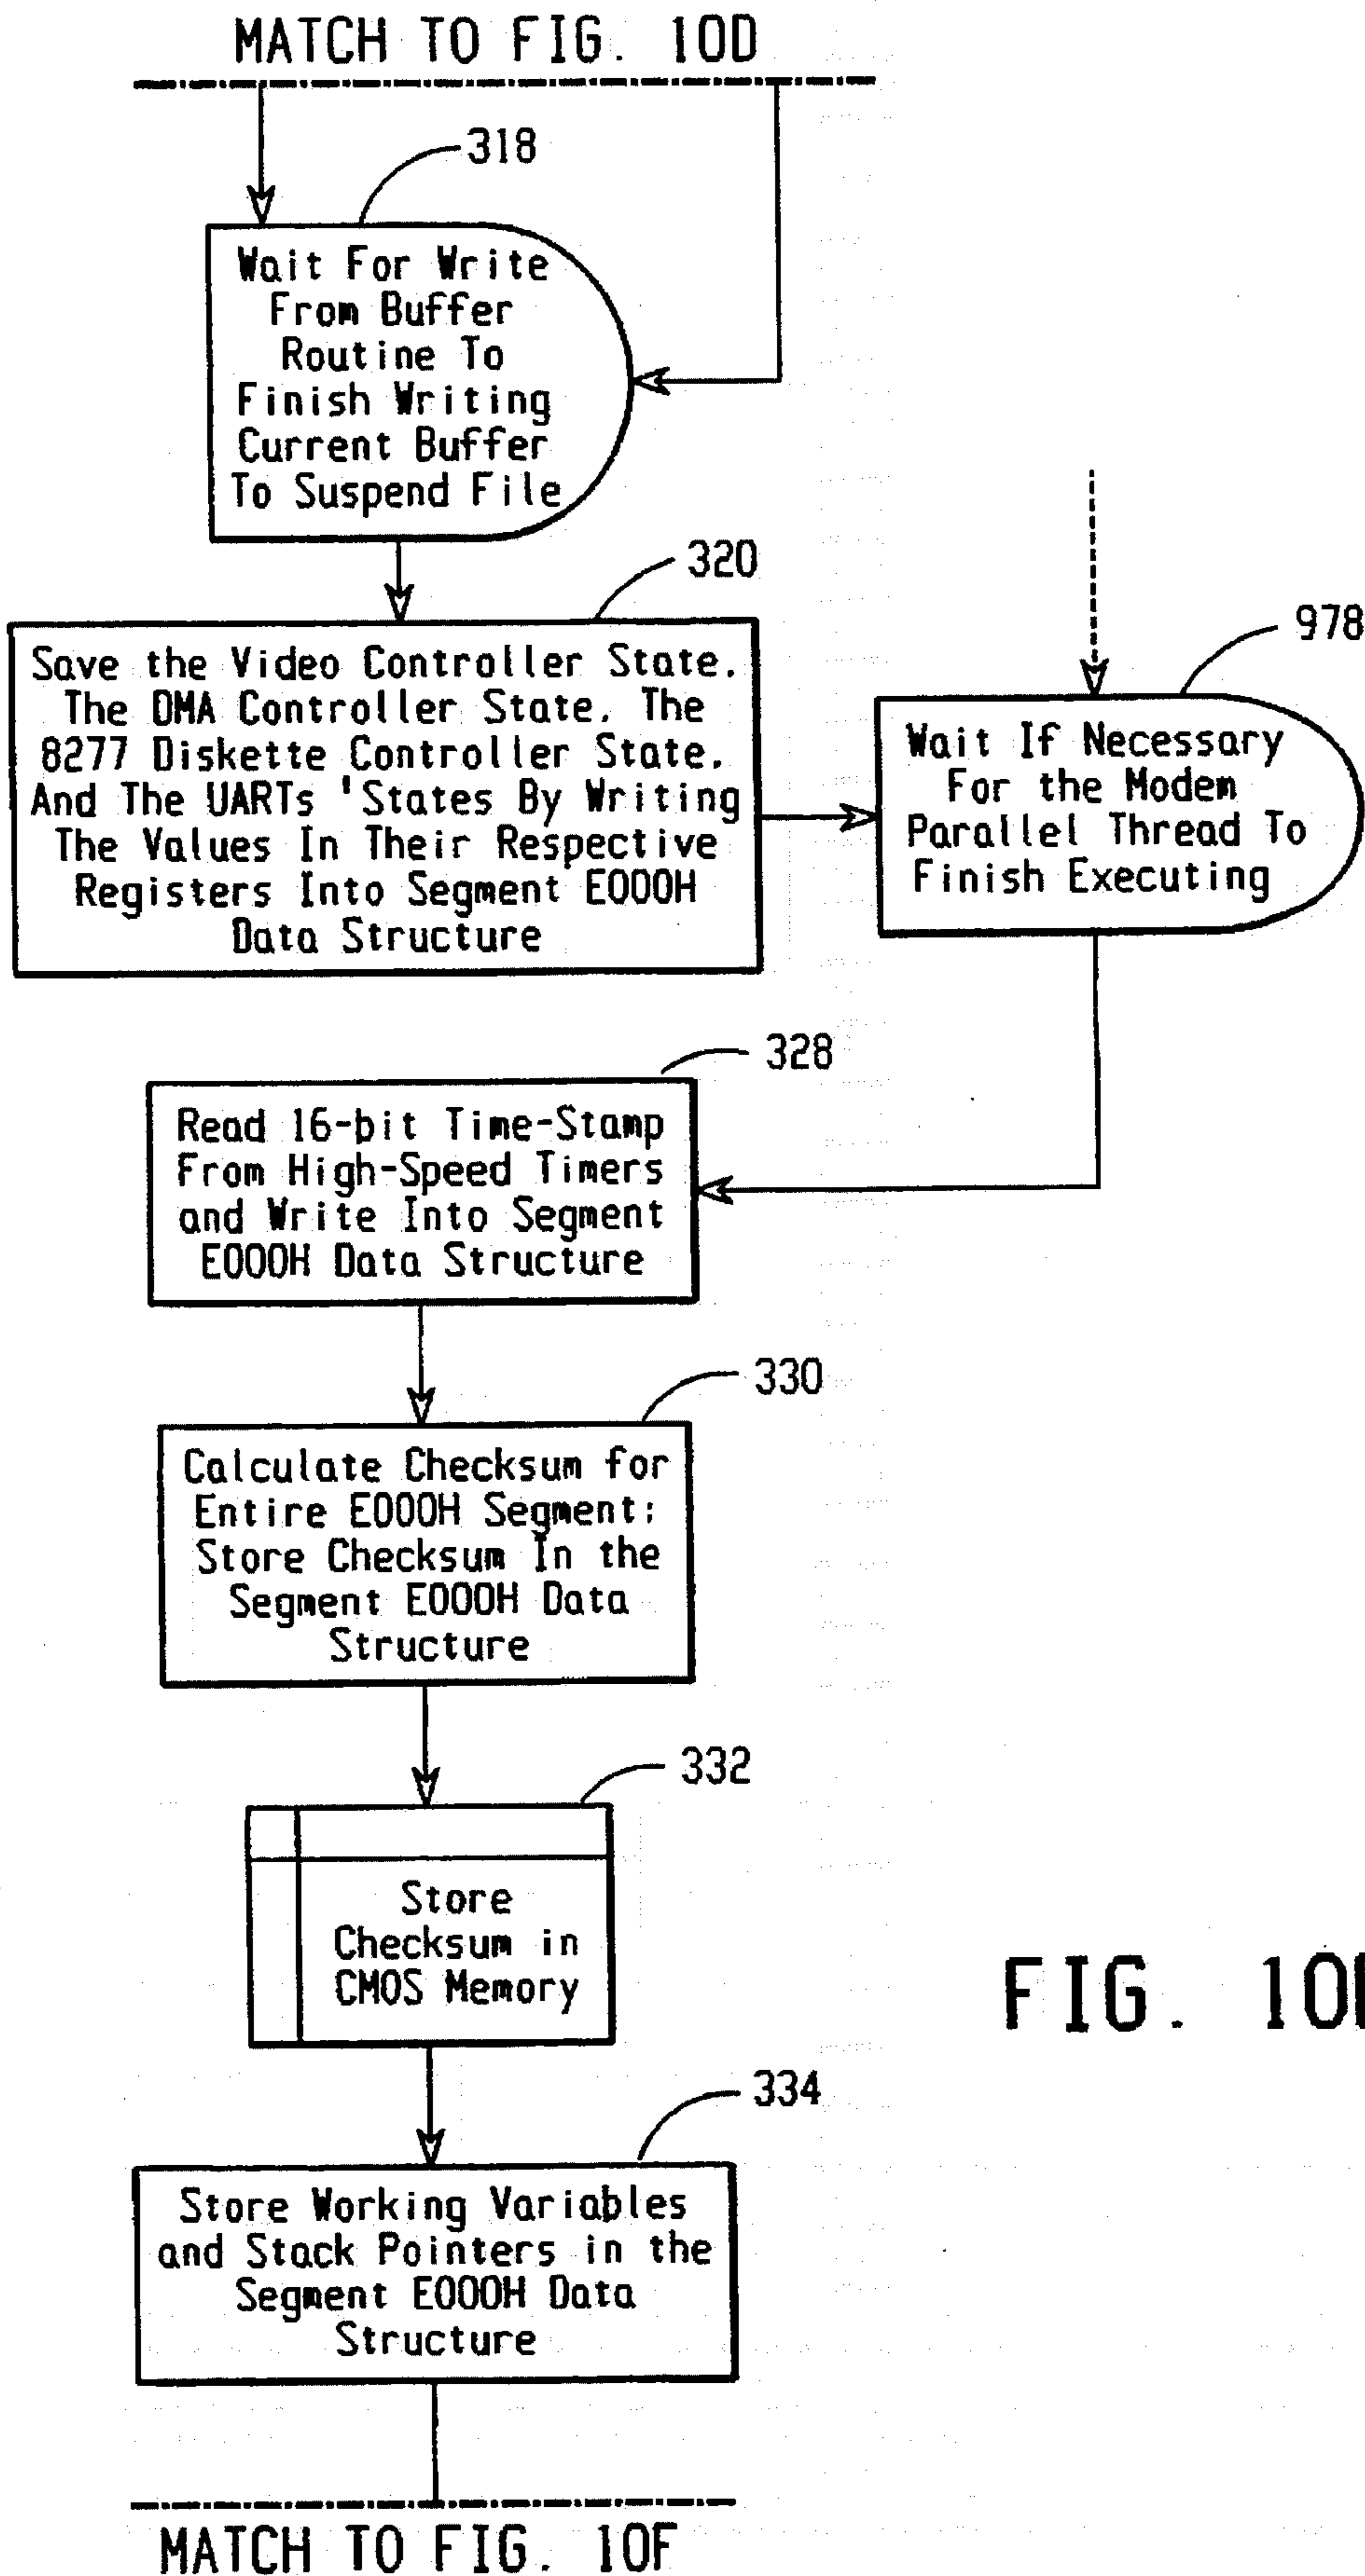 MATCH TO FIG. 10D
318
Wait For Write
From Buffer
Routine To
Finish Writing
Current Buffer
To Suspend File
320
Save the Video Controller State.
The DMA Controller State. The
8277 Diskette Controller State.
And The UARTs 'States By Writing
The Values In Their Respective
Registers Into Segment E000H
Data Structure
978
Wait If Necessary
For the Modem
Parallel Thread To
Finish Executing
328
Read 16-bit Time-Stamp
From High-Speed Timers
and Write Into Segment
E000H Data Structure
330
Calculate Checksum for
Entire E000H Segment:
Store Checksum In the
Segment E000H Data
Structure
332
Store
Checksum in
CMOS Memory
FIG. 10
334
Store Working Variables
and Stack Pointers in the
Segment E000H Data
Structure
MATCH TO FIG. 10F